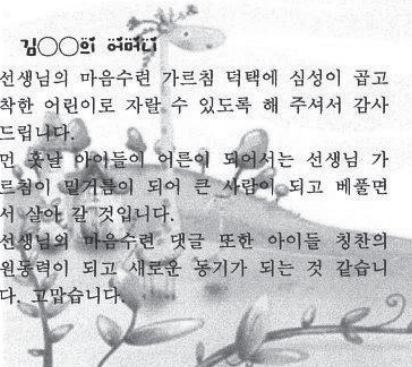 김○○의 어머니
선생님의 마음수련 가르침 덕택에 심성이 곱고
착한 어린이로 자랄 수 있도록 해 주셔서 감사
드립니다.
먼 훗날 아이들이 어른이 되어서는 선생님 가
르침이 밑거름이 되어 큰 사람이 되고 베풀면
서 살아 갈 것입니다.
선생님의 마음수련 댓글 또한 아이들 칭찬의
원동력이 되고 새로운 동기가 되는 것 같습니
다. 고맙습니다.